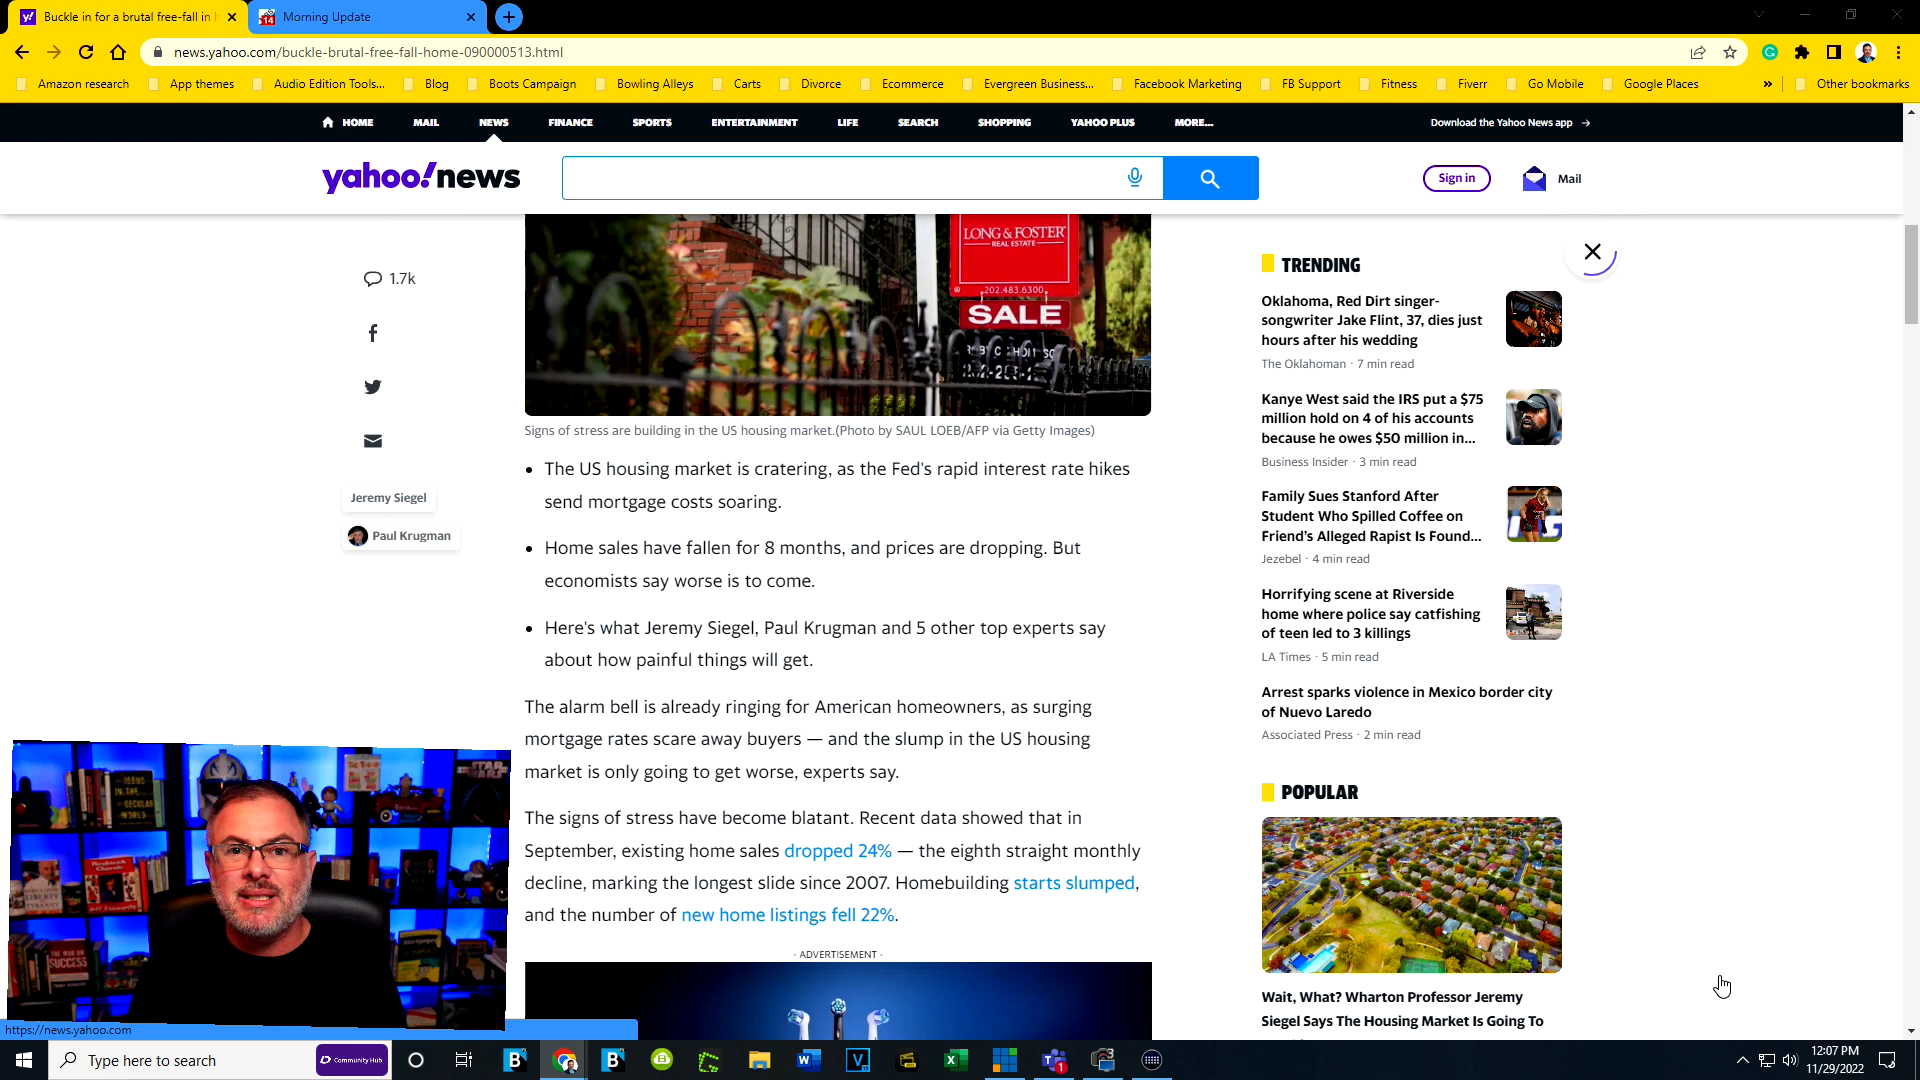 Buckle in for a brutal free-fall in
Morning Update
news.yahoo.com/buckle-brutal-free-fall-home-090000513.html
Amazon research
App themes
Audio Edition Tools...
Blog
Boots Campaign
Bowling Alleys
Carts
Divorce
Ecommerce
Evergreen Business...
Facebook Marketing
FB Support
Fitness
Fiverr
Go Mobile
Google Places
»
Other bookmarks
HOME
MAIL
NEWS
FINANCE
SPORTS
ENTERTAINMENT
LIFE
SEARCH
SHOPPING
YAHOO PLUS
MORE...
Download the Yahoo News app →
yahoo!news
Sign in
Mail
LONG & FOSTER
REAL ESTATE
202.483.6300
SALE
1.7k
Jeremy Siegel
Paul Krugman
Signs of stress are building in the US housing market.(Photo by SAUL LOEB/AFP via Getty Images)
• The US housing market is cratering, as the Fed's rapid interest rate hikes
send mortgage costs soaring.
• Home sales have fallen for 8 months, and prices are dropping. But
economists say worse is to come.
• Here's what Jeremy Siegel, Paul Krugman and 5 other top experts say
about how painful things will get.
The alarm bell is already ringing for American homeowners, as surging
mortgage rates scare away buyers — and the slump in the US housing
market is only going to get worse, experts say.
The signs of stress have become blatant. Recent data showed that in
September, existing home sales dropped 24% — the eighth straight monthly
decline, marking the longest slide since 2007. Homebuilding starts slumped,
and the number of new home listings fell 22%.
- ADVERTISEMENT -
TRENDING
Oklahoma, Red Dirt singer-
songwriter Jake Flint, 37, dies just
hours after his wedding
The Oklahoman · 7 min read
Kanye West said the IRS put a $75
million hold on 4 of his accounts
because he owes $50 million in...
Business Insider · 3 min read
Family Sues Stanford After
Student Who Spilled Coffee on
Friend's Alleged Rapist Is Found...
Jezebel · 4 min read
Horrifying scene at Riverside
home where police say catfishing
of teen led to 3 killings
LA Times · 5 min read
Arrest sparks violence in Mexico border city
of Nuevo Laredo
Associated Press · 2 min read
POPULAR
Wait, What? Wharton Professor Jeremy
Siegel Says The Housing Market Is Going To
STAR
WARS
IN THE
SECULAR
WORLD
LIBERTY
TYRANNY
THE WAR ON
SUCCESS
https://news.yahoo.com
Type here to search
Community Hub
1
12:07 PM
11/29/2022